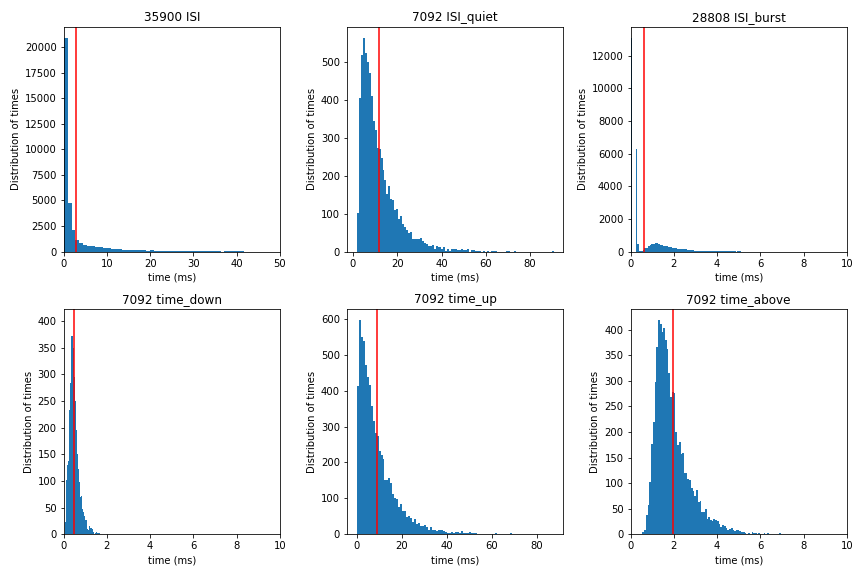 35900 ISI
Distribution of times
20000
17500
15000
12500
10000
7500
5000
2500
0
0 10 20 30 40 50
time (ms)
7092 ISI_quiet
Distribution of times
500
400
300
200
100
0
0 20 40 60 80
time (ms)
28808 ISI_burst
Distribution of times
12000
10000
8000
6000
4000
2000
0
0 2 4 6 8 10
time (ms)
7092 time_down
Distribution of times
400
350
300
250
200
150
100
50
0
0 2 4 6 8 10
time (ms)
7092 time_up
Distribution of times
600
500
400
300
200
100
0
0 20 40 60 80
time (ms)
7092 time_above
Distribution of times
400
350
300
250
200
150
100
50
0
0 2 4 6 8 10
time (ms)